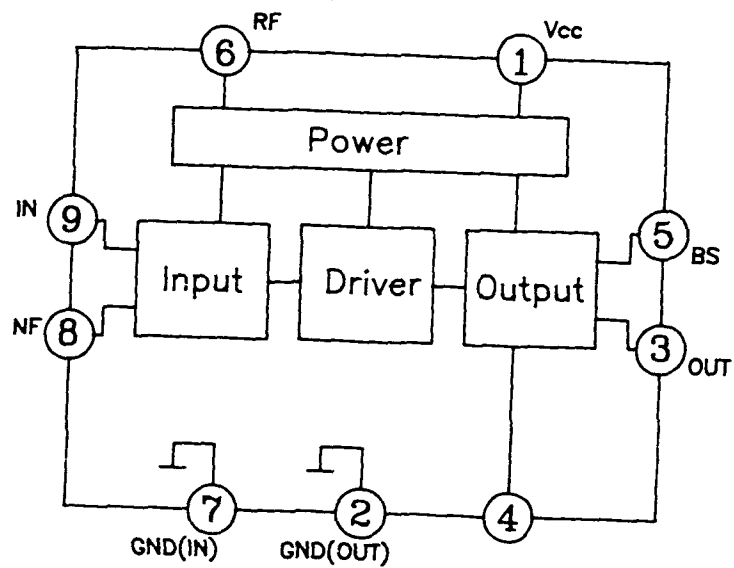 RF
6
Vcc
1
Power
IN
9
5
BS
Input
Driver
Output
NF
8
3
OUT
7
GND(IN)
2
GND(OUT)
4